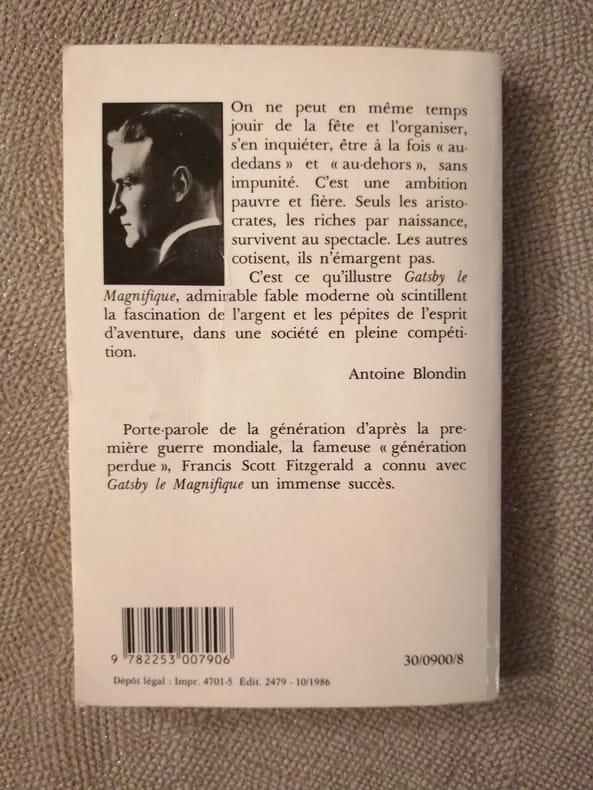 On ne peut en même temps
jouir de la fête et l'organiser,
s'en inquiéter, être à la fois « au-
dedans » et « au-dehors », sans
impunité. C'est une ambition
pauvre et fière. Seuls les aristo-
crates, les riches par naissance,
survivent au spectacle. Les autres
cotisent, ils n'émargent pas.
C'est ce qu'illustre Gatsby le
Magnifique, admirable fable moderne où scintillent
la fascination de l'argent et les pépites de l'esprit
d'aventure, dans une société en pleine compéti-
tion.
Antoine Blondin
Porte-parole de la génération d'après la pre-
mière guerre mondiale, la fameuse « génération
perdue », Francis Scott Fitzgerald a connu avec
Gatsby le Magnifique un immense succès.
9 782253 007906
30/0900/8
Dépôt légal : Impr. 4701-5 Édit. 2479 - 10/1986